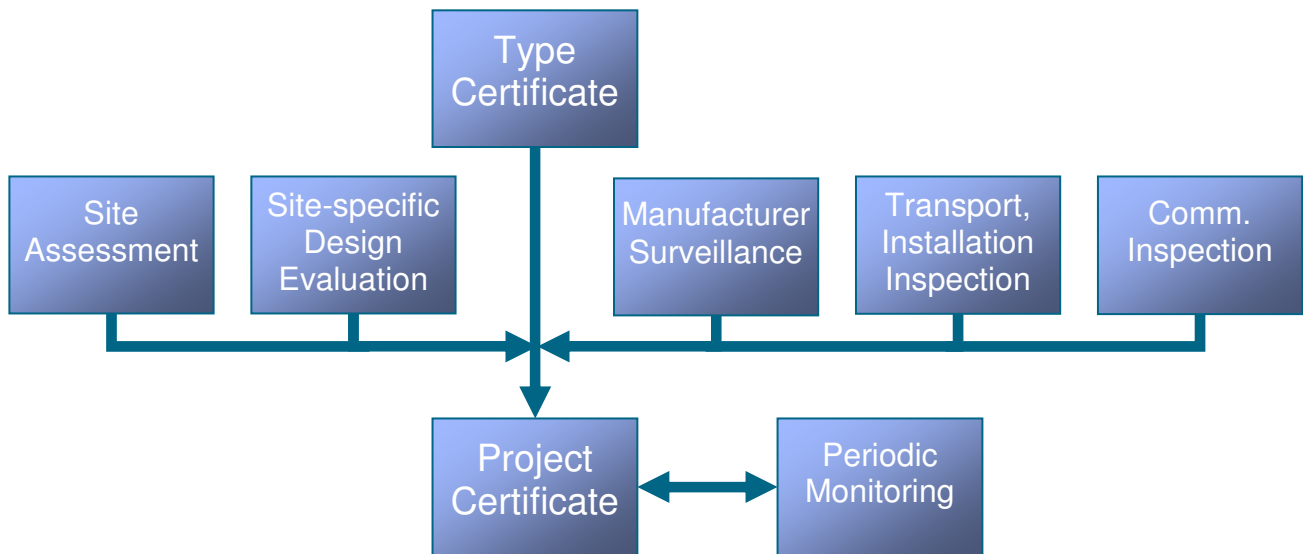 Type
Certificate
Site
Assessment
Site-specific
Design
Evaluation
Manufacturer
Surveillance
Transport,
Installation
Inspection
Comm.
Inspection
Project
Certificate
Periodic
Monitoring